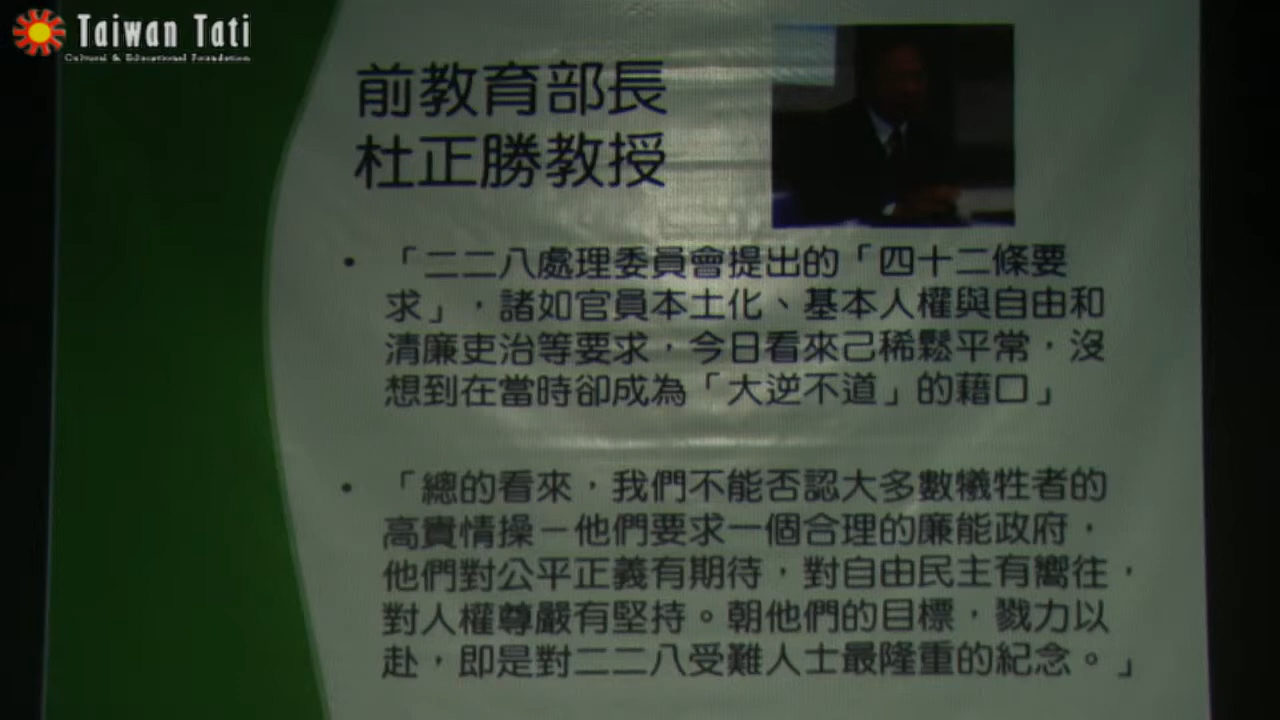 Taiwan Tati
Cultural & Educational Foundation
前教育部長
杜正勝教授
• 「二二八處理委員會提出的「四十二條要
求」，諸如官員本土化、基本人權與自由和
清廉吏治等要求，今日看來己稀鬆平常，沒
想到在當時卻成為「大逆不道」的藉口」
• 「總的看來，我們不能否認大多數犧牲者的
高貴情操－他們要求一個合理的廉能政府，
他們對公平正義有期待，對自由民主有嚮往，
對人權尊嚴有堅持。朝他們的目標，戮力以
赴，即是對二二八受難人士最隆重的紀念。」